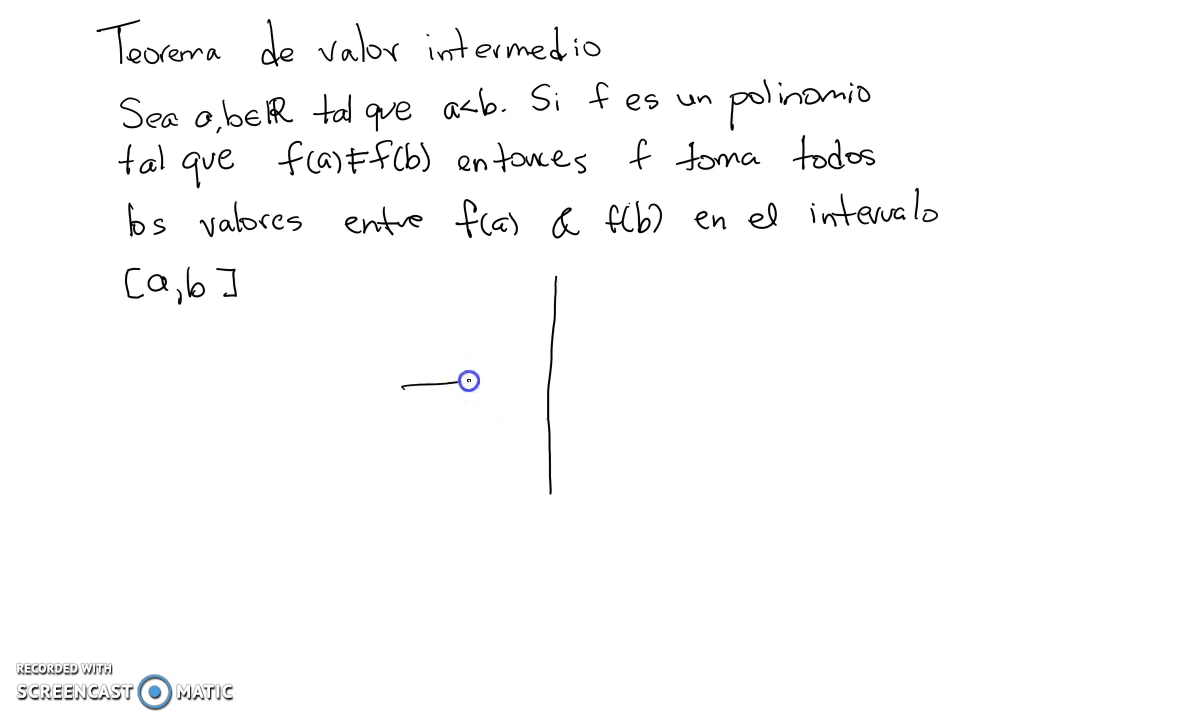 Teorema de valor intermedio
Sea a,b∈ℝ tal que a<b. Si f es un polinomio
tal que f(a)≠f(b) entonces f toma todos
los valores entre f(a) & f(b) en el intervalo
[a,b]
RECORDED WITH
SCREENCAST MATIC